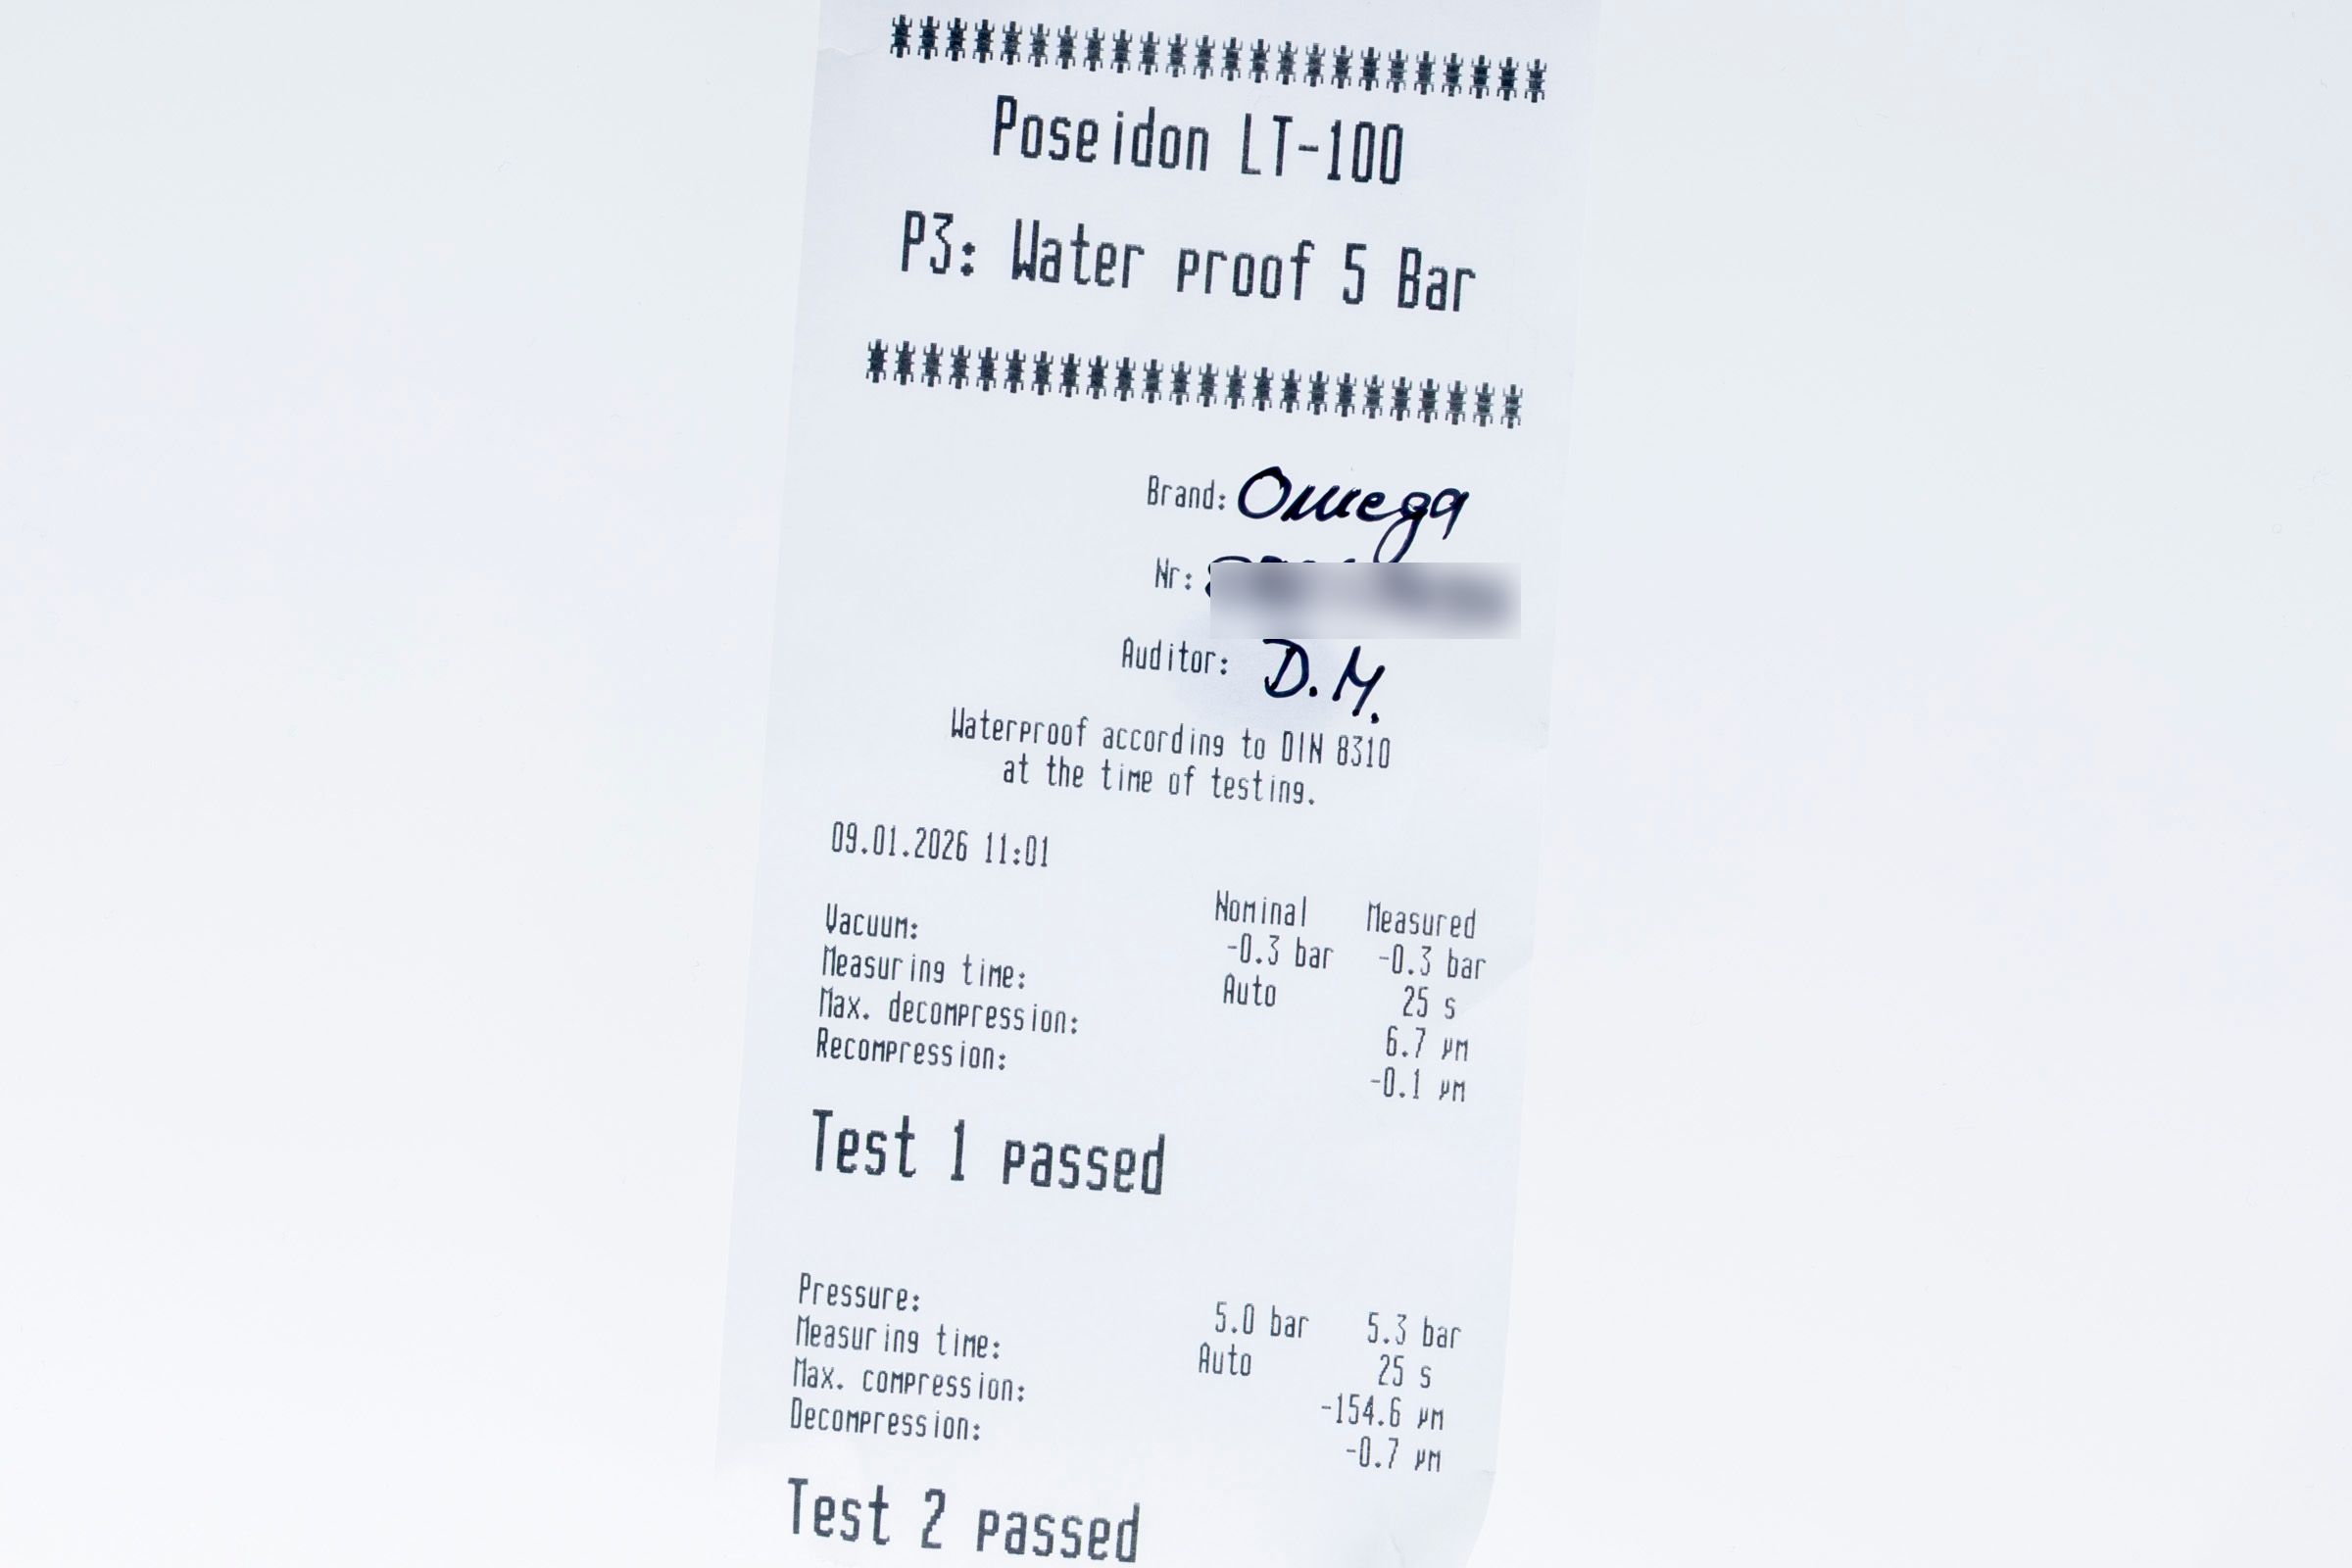 Poseidon LT-100
P3: Water proof 5 Bar
Brand: Omega
Nr:
Auditor: D.M.
Waterproof according to DIN 8310
at the time of testing.
09.01.2026 11:01
Nominal Measured
Vacuum: -0.3 bar -0.3 bar
Measuring time: Auto 25 s
Max. decompression: 6.7 µm
Recompression: -0.1 µm
Test 1 passed
Pressure: 5.0 bar 5.3 bar
Measuring time: Auto 25 s
Max. compression: -154.6 µm
Decompression: -0.7 µm
Test 2 passed